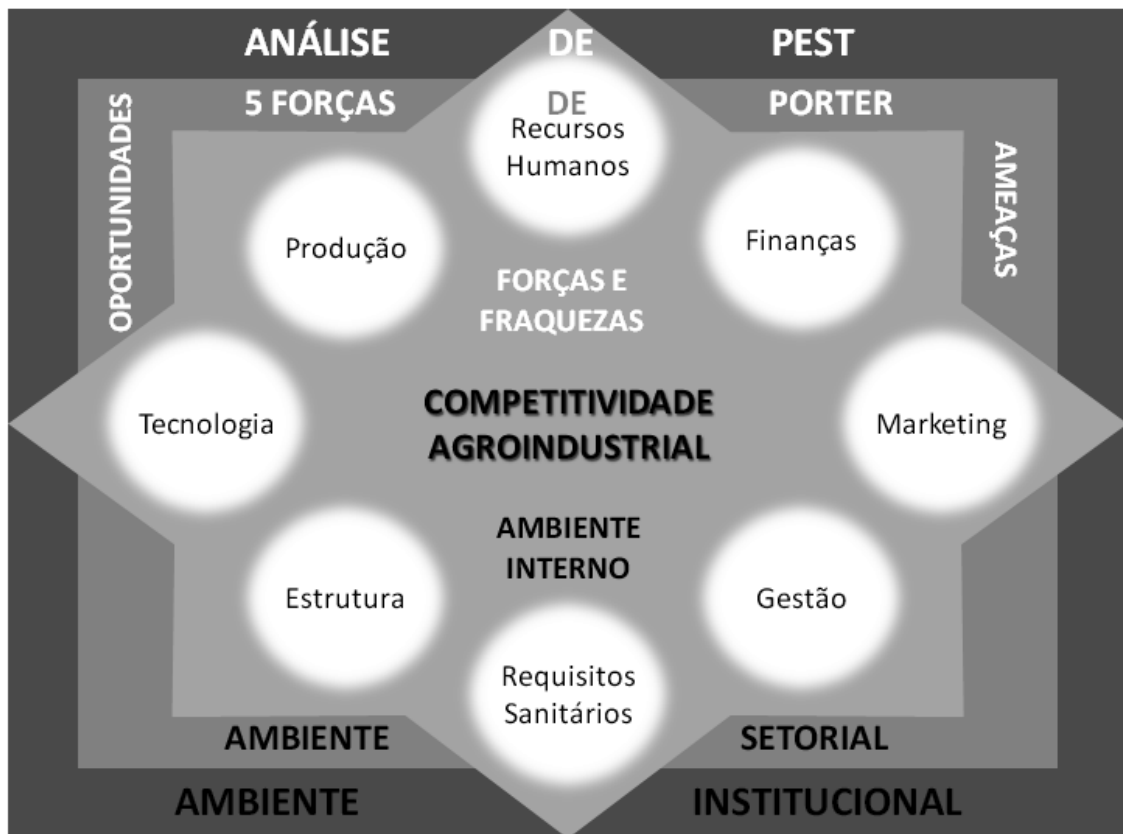 ANÁLISE DE PEST
5 FORÇAS DE PORTER
OPORTUNIDADES
AMEAÇAS
Recursos
Humanos
Produção
Finanças
FORÇAS E
FRAQUEZAS
Tecnologia
COMPETITIVIDADE
AGROINDUSTRIAL
Marketing
AMBIENTE
INTERNO
Estrutura
Gestão
Requisitos
Sanitários
AMBIENTE SETORIAL
AMBIENTE INSTITUCIONAL